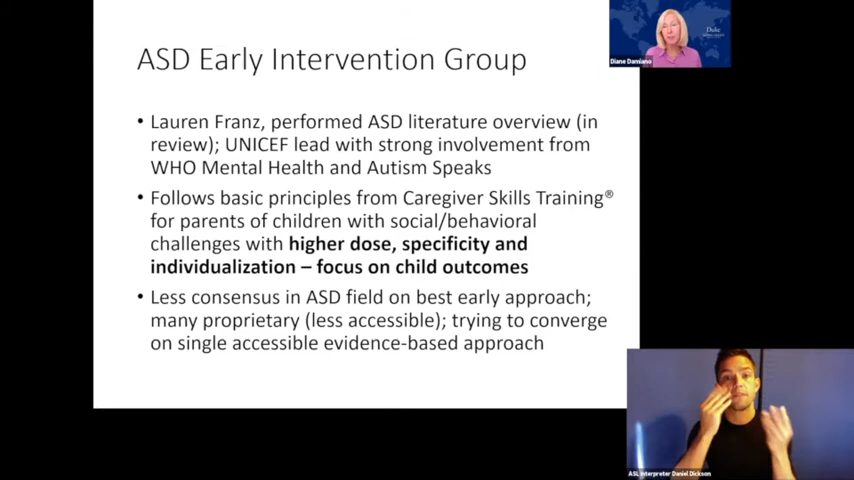 ASD Early Intervention Group
• Lauren Franz, performed ASD literature overview (in
review); UNICEF lead with strong involvement from
WHO Mental Health and Autism Speaks
• Follows basic principles from Caregiver Skills Training®
for parents of children with social/behavioral
challenges with higher dose, specificity and
individualization – focus on child outcomes
• Less consensus in ASD field on best early approach;
many proprietary (less accessible); trying to converge
on single accessible evidence-based approach
Duke
Diane Damiano
ASL Interpreter Daniel Dickson